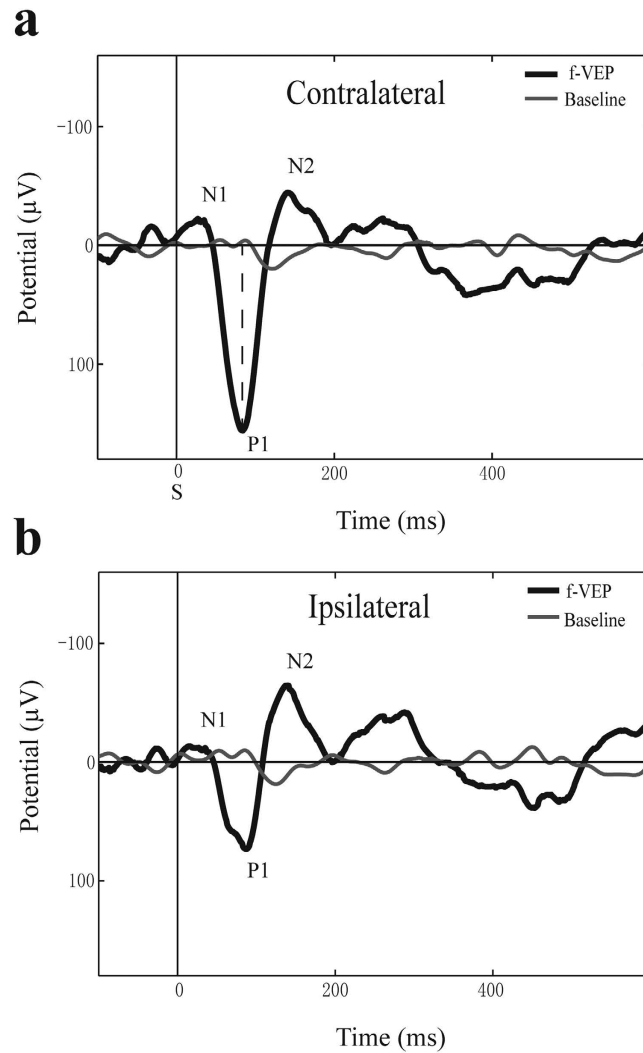 a
Contralateral
f-VEP
Baseline
N1
N2
P1
Potential (µV)
-100
0
100
0
200
400
S
Time (ms)
b
Ipsilateral
f-VEP
Baseline
N1
N2
P1
Potential (µV)
-100
0
100
0
200
400
Time (ms)